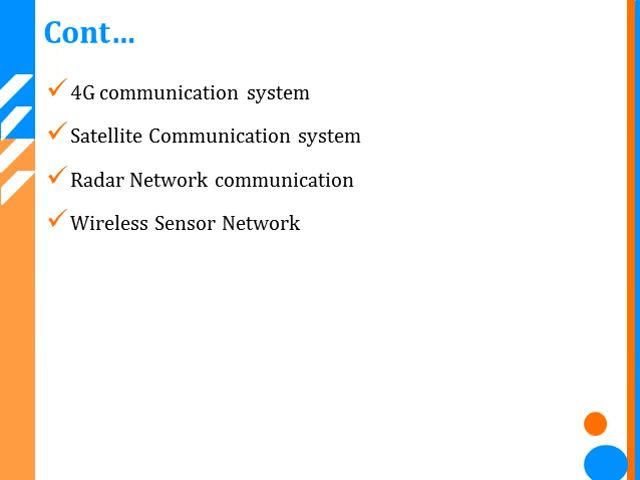 Cont...
4G communication system
Satellite Communication system
Radar Network communication
Wireless Sensor Network